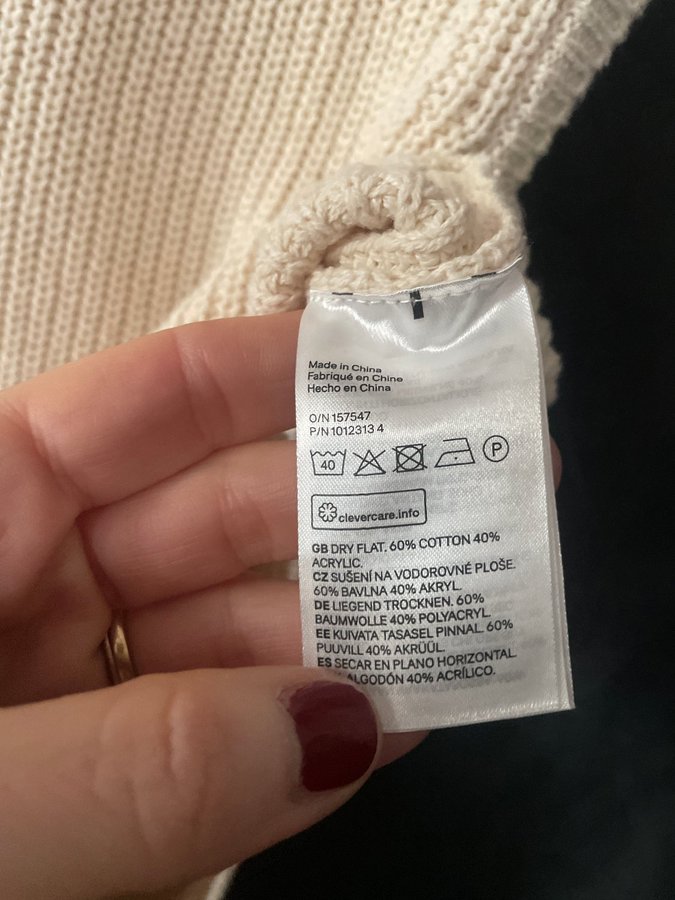 Made in China
Fabriqué en Chine
Hecho en China
O/N 157547
P/N 1012313 4
40 P
clevercare.info
GB DRY FLAT. 60% COTTON 40%
ACRYLIC.
CZ SUŠENÍ NA VODOROVNÉ PLOŠE.
60% BAVLNA 40% AKRYL.
DE LIEGEND TROCKNEN. 60%
BAUMWOLLE 40% POLYACRYL.
EE KUIVATA TASASEL PINNAL. 60%
PUUVILL 40% AKRÜÜL.
ES SECAR EN PLANO HORIZONTAL.
ALGODÓN 40% ACRÍLICO.